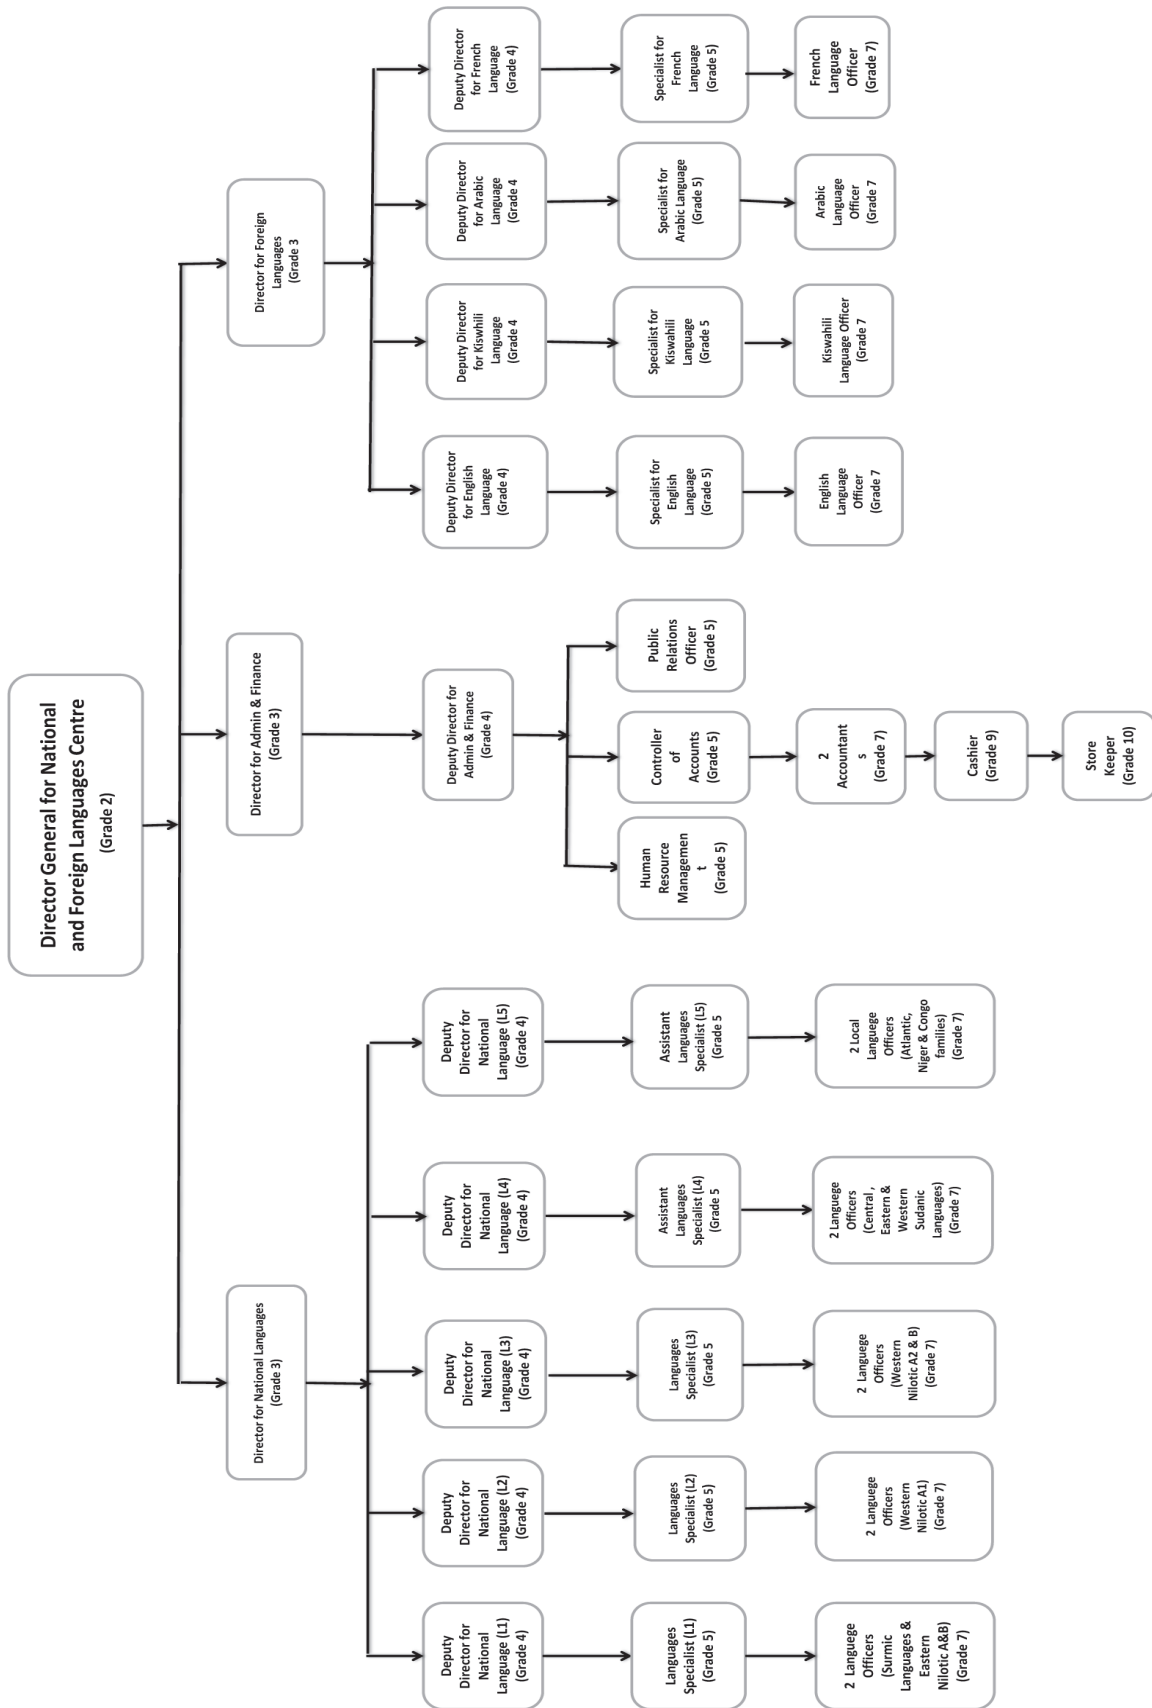 Director General for National
and Foreign Languages Centre
(Grade 2)
Director for National Languages
(Grade 3)
Director for Admin & Finance
(Grade 3)
Director for Foreign
Languages
(Grade 3
Deputy
Director for
National
Language (L1)
(Grade 4)
Deputy
Director for
National
Language (L2)
(Grade 4)
Deputy
Director for
National
Language (L3)
(Grade 4)
Deputy
Director for
National
Language (L4)
(Grade 4)
Deputy
Director for
National
Language (L5)
(Grade 4)
Deputy Director for
Admin & Finance
(Grade 4)
Deputy Director
for English
Language
(Grade 4)
Deputy Director
for Kiswhili
Language
(Grade 4
Deputy Director
for Arabic
Language
(Grade 4
Deputy Director
for French
Language
(Grade 4)
Languages
Specialist (L1)
(Grade 5)
Languages
Specialist (L2)
(Grade 5)
Languages
Specialist (L3)
(Grade 5
Assistant
Languages
Specialist (L4)
(Grade 5
Assistant
Languages
Specialist (L5)
(Grade 5
Human
Resource
Managemen
t
(Grade 5)
Controller
of
Accounts
(Grade 5)
Public
Relations
Officer
(Grade 5)
Specialist for
English
Language
(Grade 5)
Specialist for
Kiswahili
Language
(Grade 5
Specialist for
Arabic Language
(Grade 5)
Specialist for
French
Language
(Grade 5)
2 Languege
Officers
(Surmic
Languages &
Eastern
Nilotic A&B)
(Grade 7)
2 Languege
Officers
(Western
Nilotic A1)
(Grade 7)
2 Languege
Officers
(Western
Nilotic A2 & B)
(Grade 7)
2 Languege
Officers
(Central ,
Eastern &
Western
Sudanic
Languages)
(Grade 7)
2 Local
Languege
Officers
(Atlantic,
Niger & Congo
families)
(Grade 7)
2
Accountant
s
(Grade 7)
English
Language
Officer
(Grade 7
Kiswahili
Language Officer
(Grade 7
Arabic
Language
Officer
(Grade 7
French
Language
Officer
(Grade 7)
Cashier
(Grade 9)
Store
Keeper
(Grade 10)